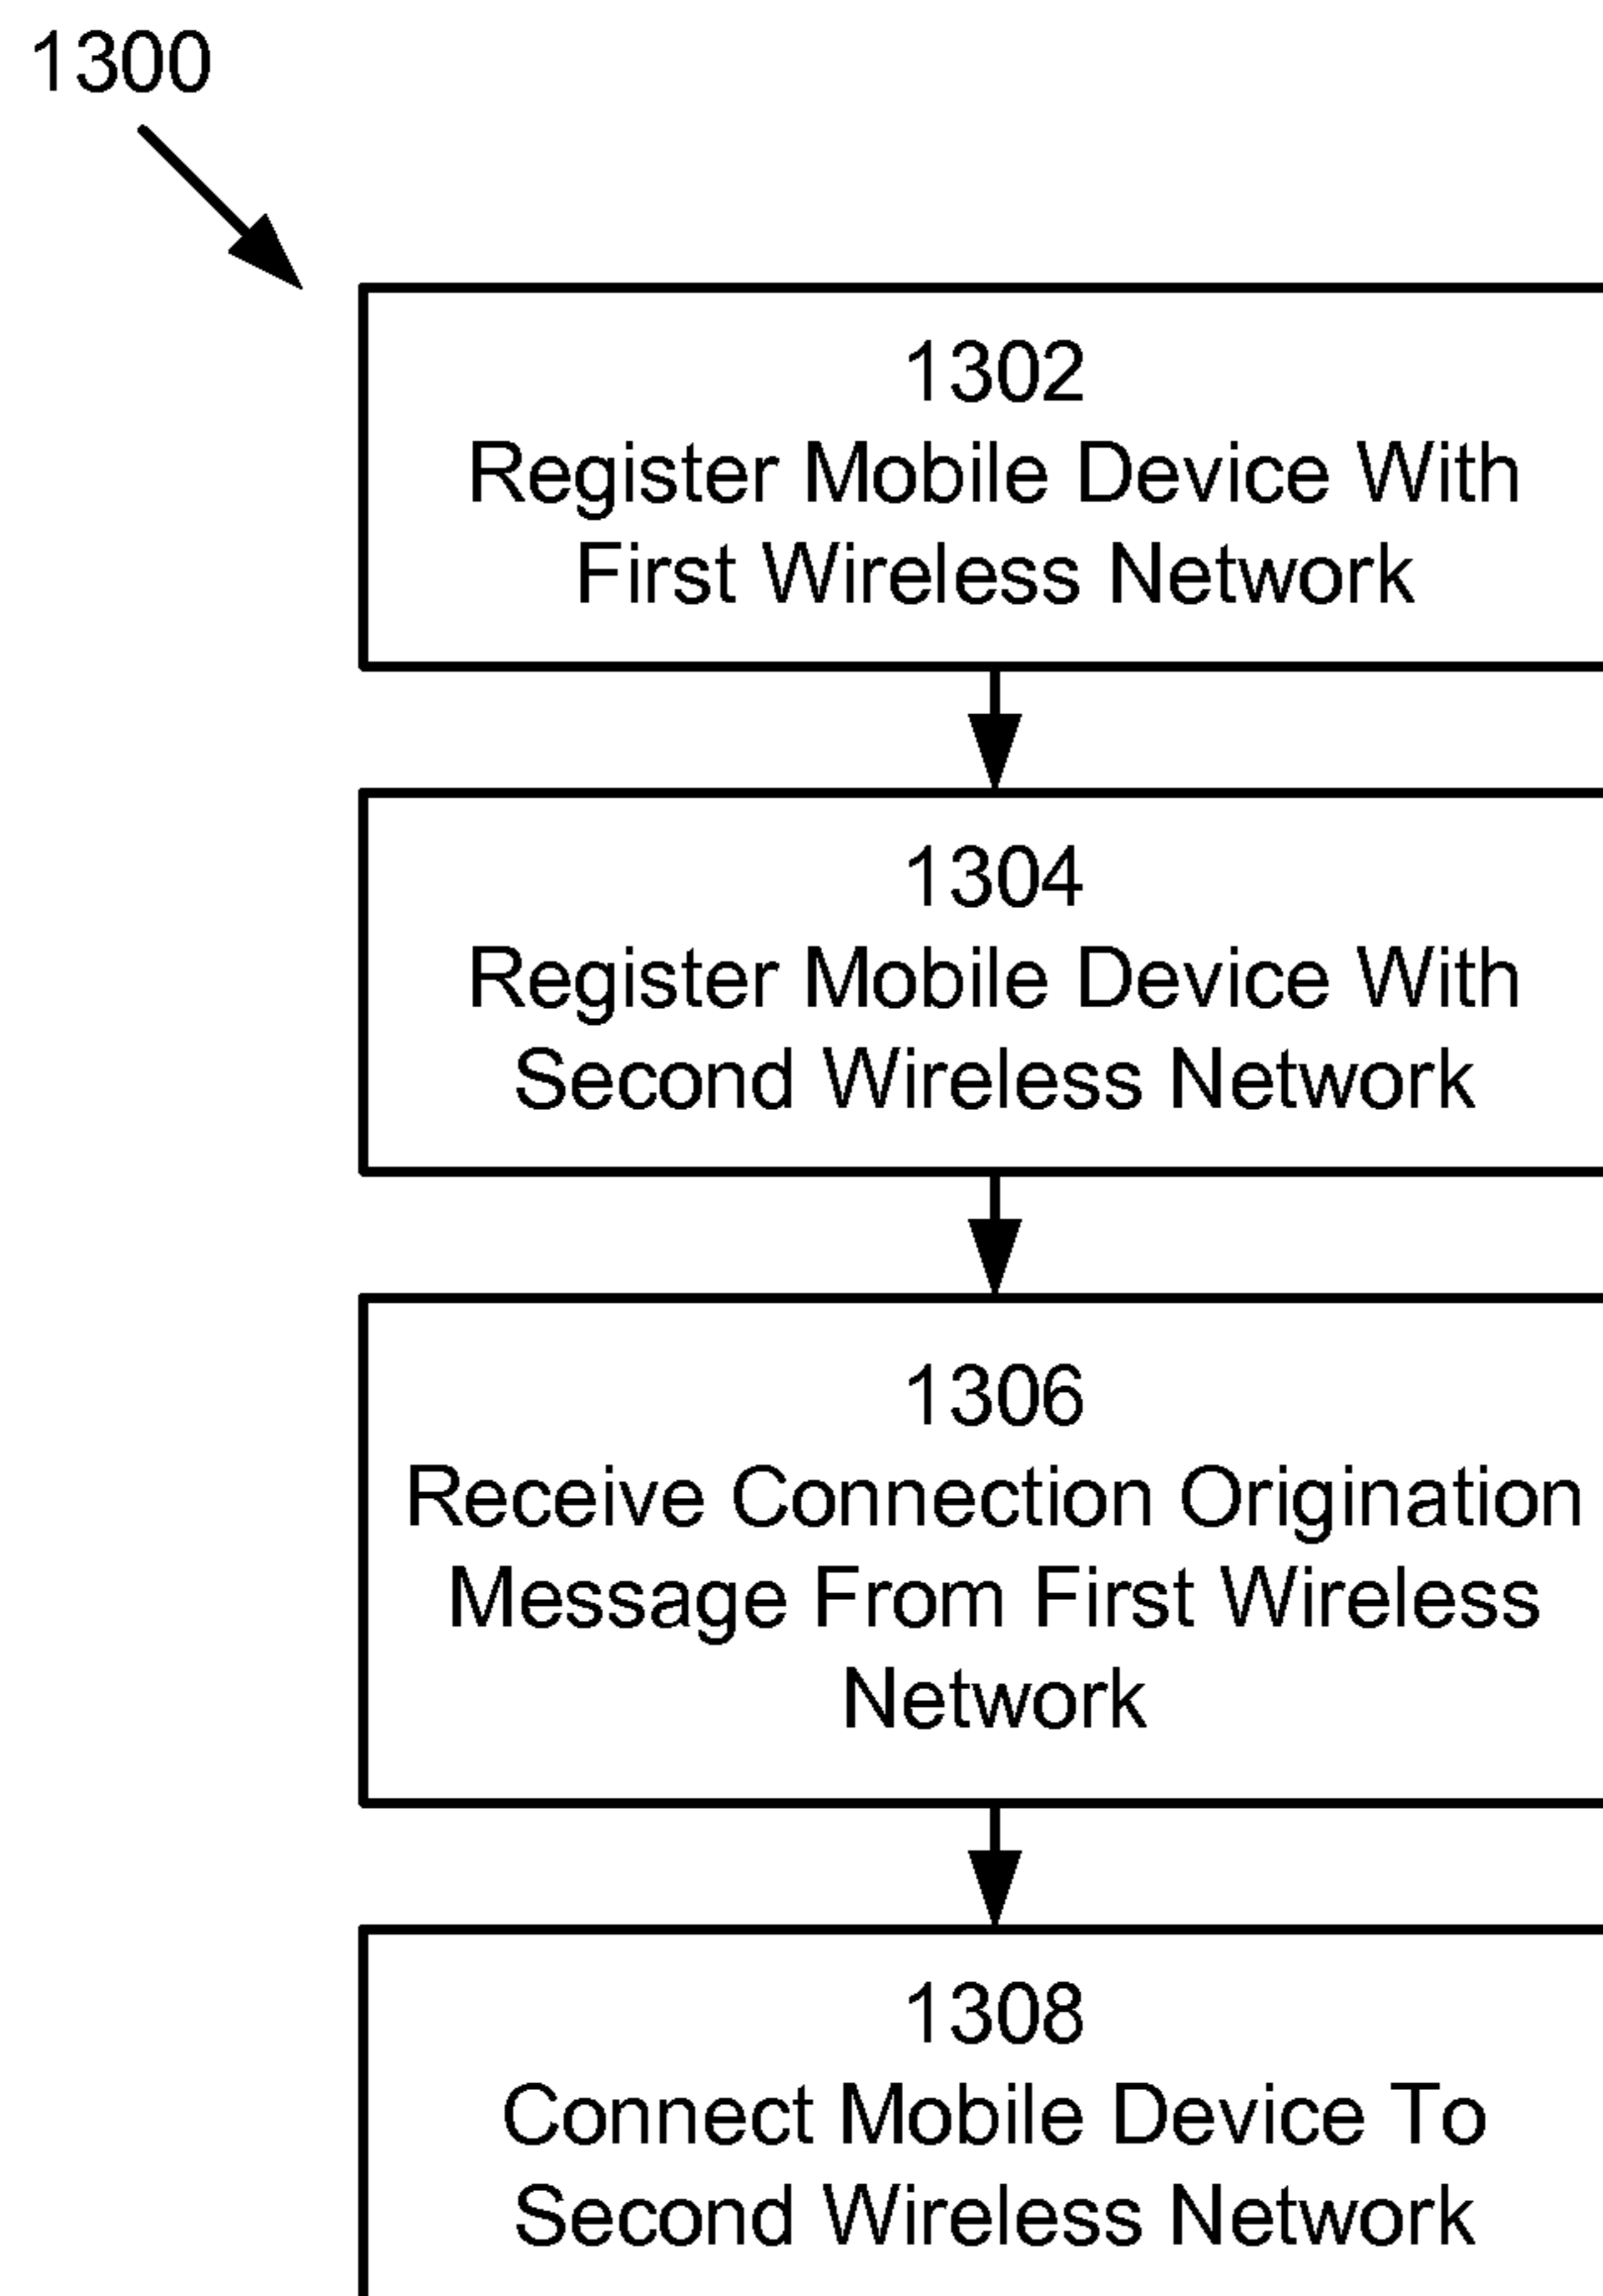 1300
1302
Register Mobile Device With
First Wireless Network
1304
Register Mobile Device With
Second Wireless Network
1306
Receive Connection Origination
Message From First Wireless
Network
1308
Connect Mobile Device To
Second Wireless Network